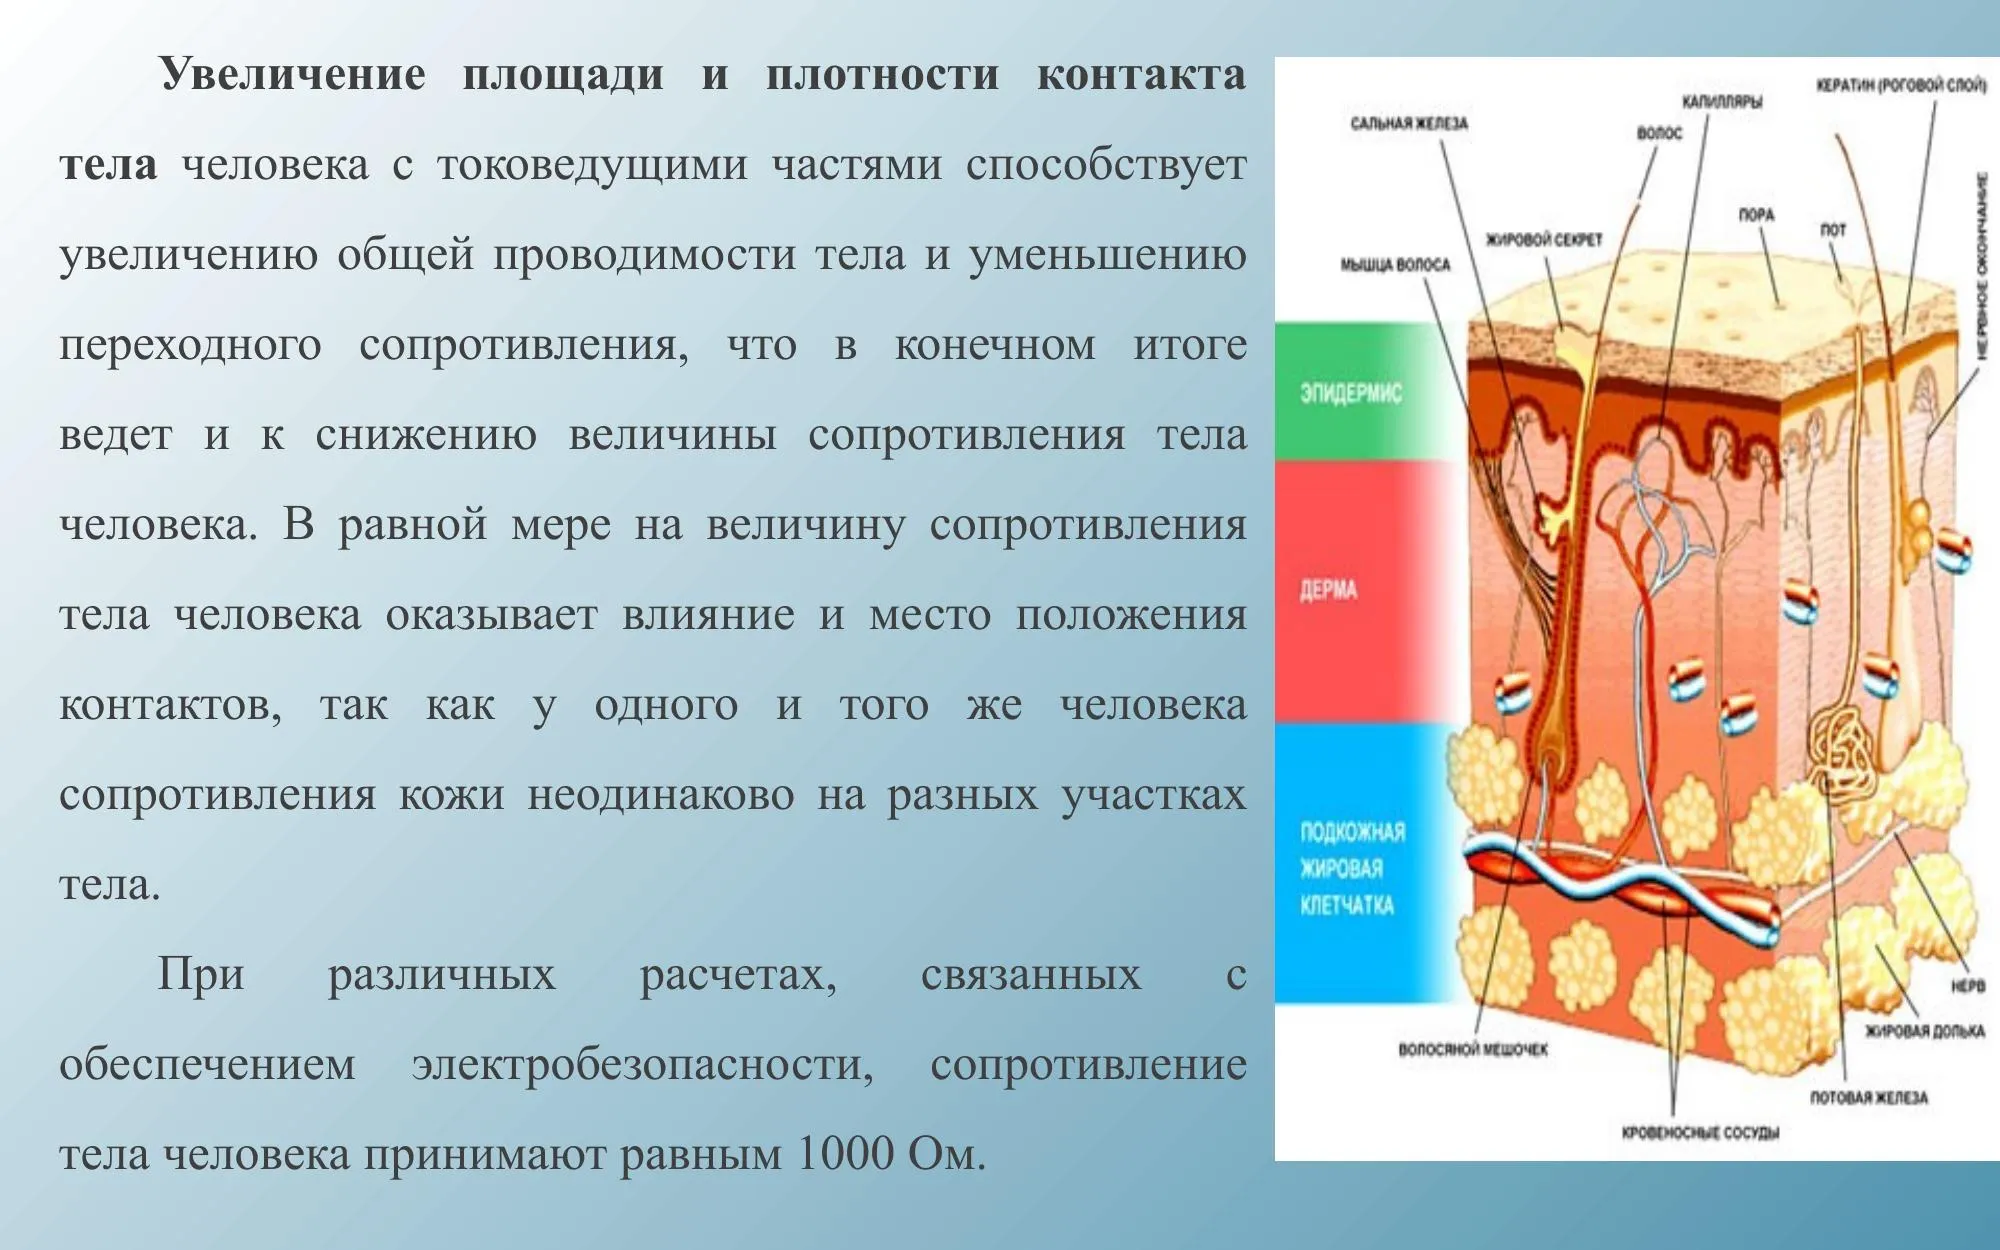 Увеличение площади и плотности контакта
тела человека с токоведущими частями способствует
увеличению общей проводимости тела и уменьшению
переходного сопротивления, что в конечном итоге
ведет и к снижению величины сопротивления тела
человека. В равной мере на величину сопротивления
тела человека оказывает влияние и место положения
контактов, так как у одного и того же человека
сопротивления кожи неодинаково на разных участках
тела.
При различных расчетах, связанных с
обеспечением электробезопасности, сопротивление
тела человека принимают равным 1000 Ом.
КЕРАТИН (РОГОВОЙ СЛОЙ)
КАПИЛЛЯРЫ
САЛЬНАЯ ЖЕЛЕЗА
ВОЛОС
ПОРА
ПОТ
ЖИРОВОЙ СЕКРЕТ
МЫШЦА ВОЛОСА
НЕРВНОЕ ОКОНЧАНИЕ
ЭПИДЕРМИС
ДЕРМА
ПОДКОЖНАЯ
ЖИРОВАЯ
КЛЕТЧАТКА
НЕРВ
ЖИРОВАЯ ДОЛЬКА
ВОЛОСЯНОЙ МЕШОЧЕК
ПОТОВАЯ ЖЕЛЕЗА
КРОВЕНОСНЫЕ СОСУДЫ